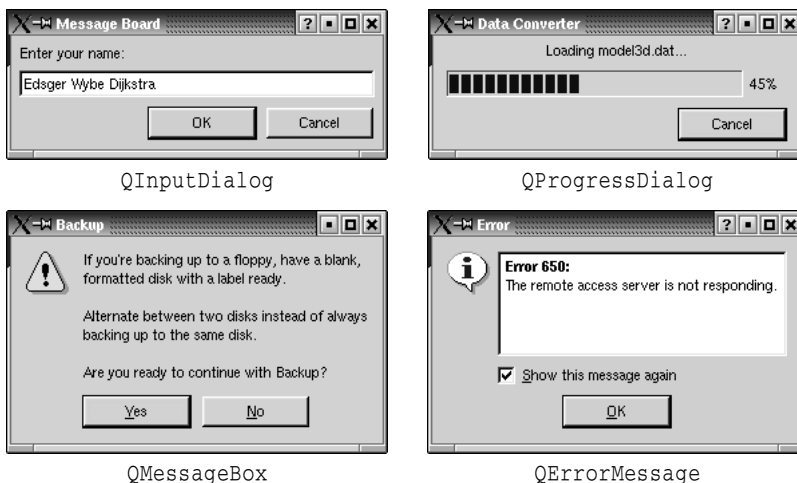 Message Board
Enter your name:
Edsger Wybe Dijkstra
OK Cancel
QInputDialog
Data Converter
Loading model3d.dat...
45%
Cancel
QProgressDialog
Backup
If you're backing up to a floppy, have a blank,
formatted disk with a label ready.
Alternate between two disks instead of always
backing up to the same disk.
Are you ready to continue with Backup?
Yes No
QMessageBox
Error
Error 650:
The remote access server is not responding.
Show this message again
OK
QErrorMessage